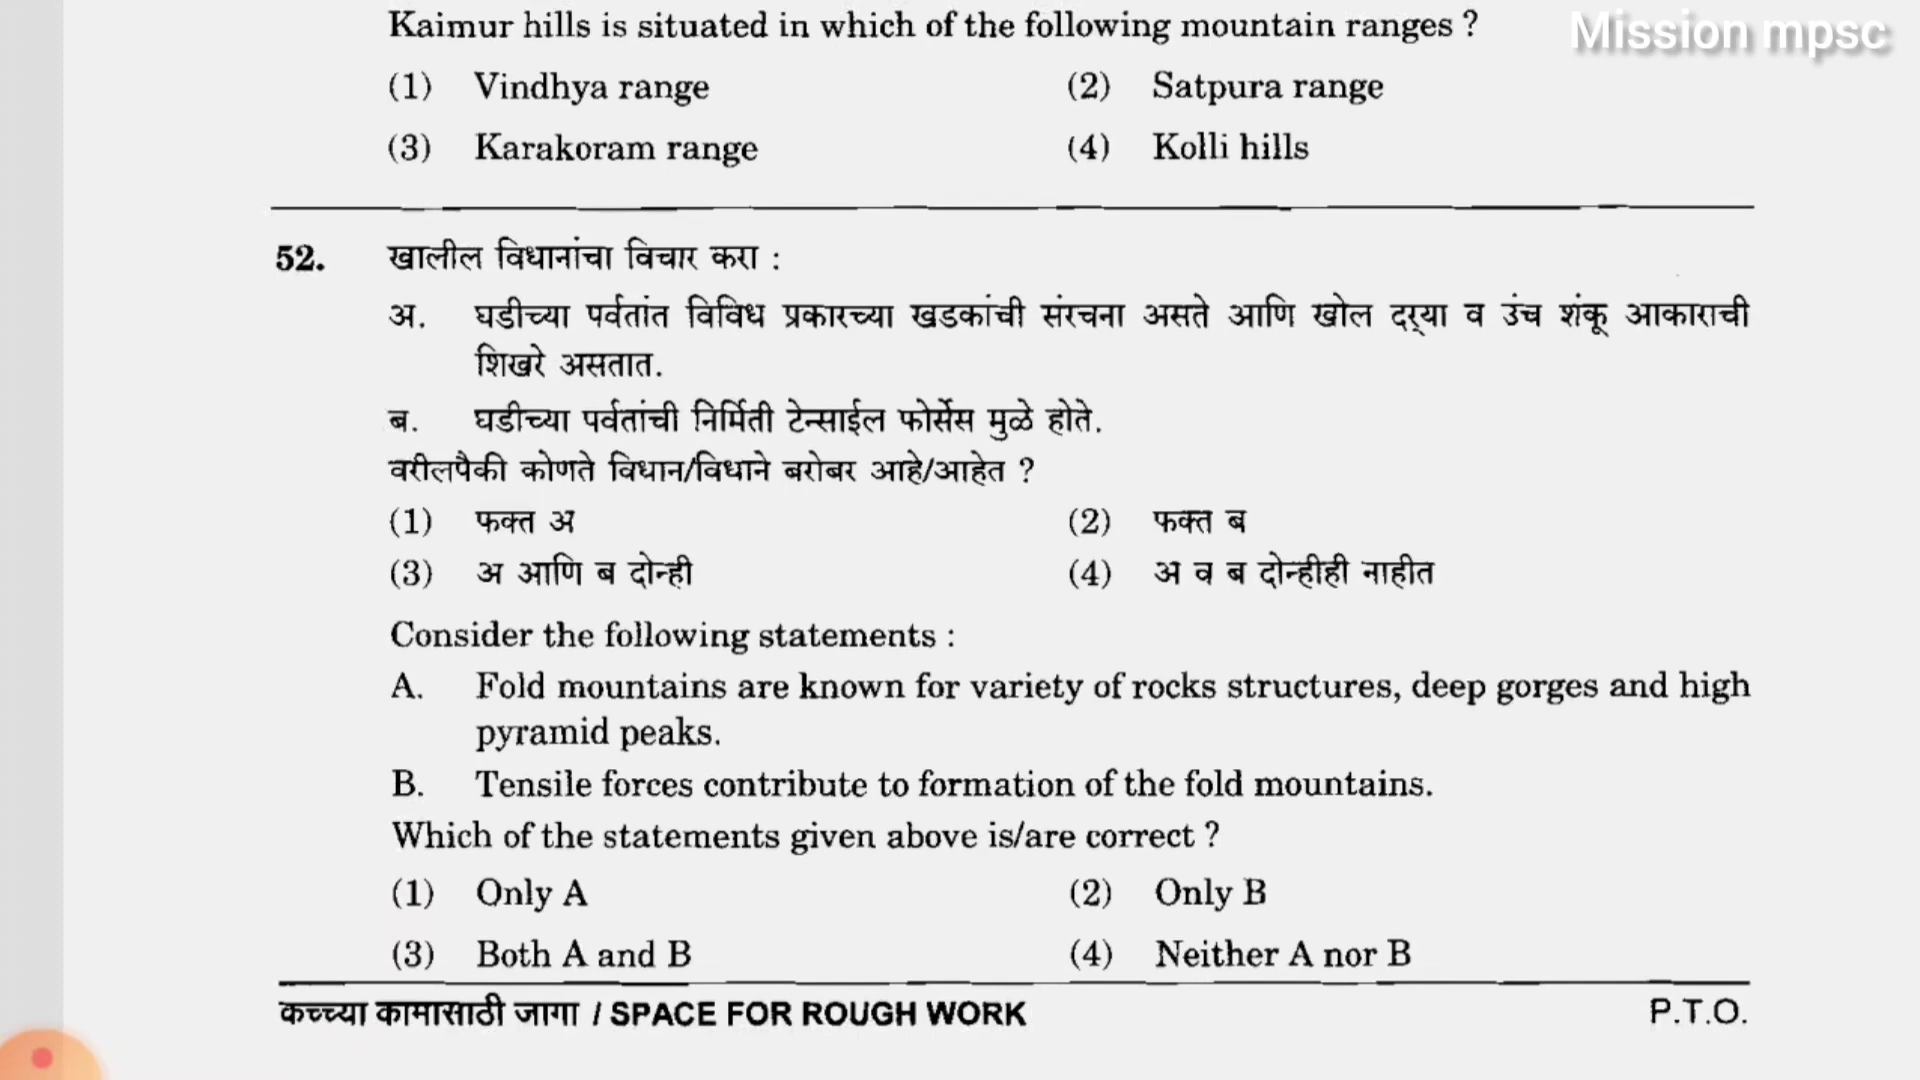 Kaimur hills is situated in which of the following mountain ranges ?
Mission mpsc
(1) Vindhya range (2) Satpura range
(3) Karakoram range (4) Kolli hills
52. खालील विधानांचा विचार करा :
अ. घडीच्या पर्वतांत विविध प्रकारच्या खडकांची संरचना असते आणि खोल दऱ्या व उंच शंकू आकाराची
शिखरे असतात.
ब. घडीच्या पर्वतांची निर्मिती टेन्साईल फोर्सेस मुळे होते.
वरीलपैकी कोणते विधान/विधाने बरोबर आहे/आहेत ?
(1) फक्त अ (2) फक्त ब
(3) अ आणि ब दोन्ही (4) अ व ब दोन्हीही नाहीत
Consider the following statements :
A. Fold mountains are known for variety of rocks structures, deep gorges and high
pyramid peaks.
B. Tensile forces contribute to formation of the fold mountains.
Which of the statements given above is/are correct ?
(1) Only A (2) Only B
(3) Both A and B (4) Neither A nor B
कच्च्या कामासाठी जागा / SPACE FOR ROUGH WORK P.T.O.